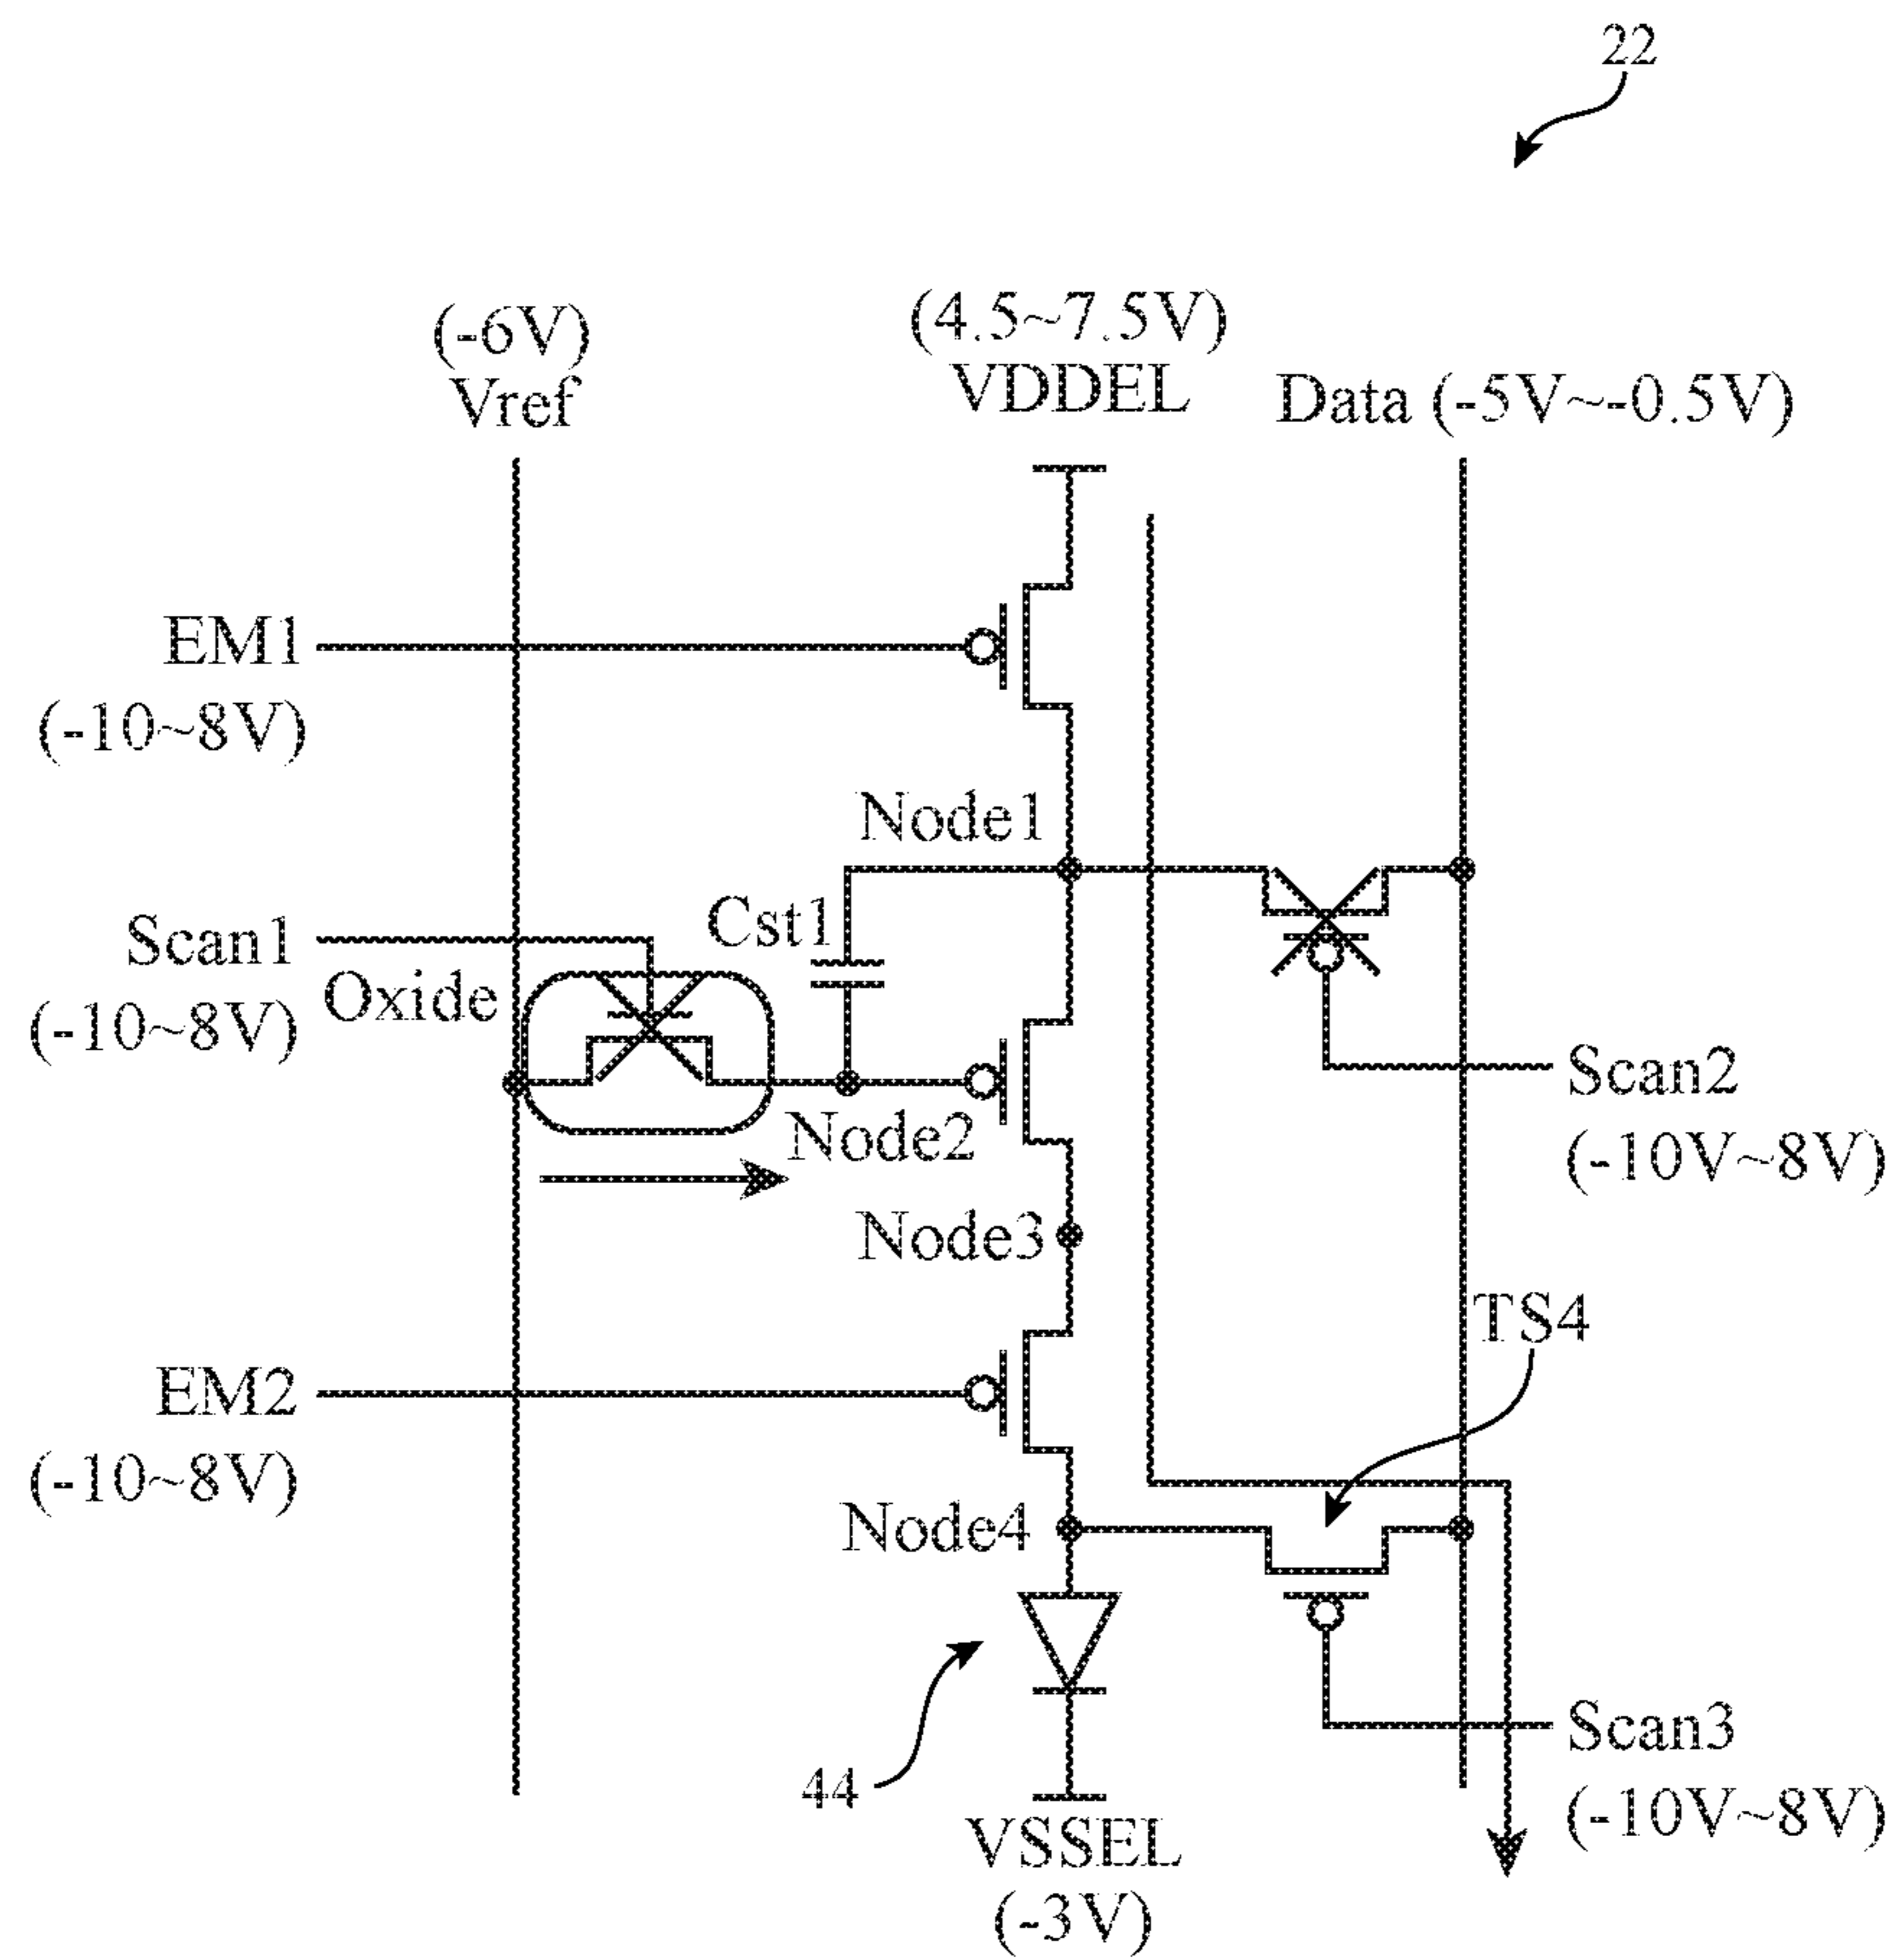 22
(-6V)
Vref
(4.5~7.5V)
VDDEL
Data (-5V~-0.5V)
EM1
(-10~8V)
Node1
Scan1
(-10~8V)
Oxide
Cst1
Node2
Scan2
(-10V~8V)
Node3
TS4
EM2
(-10~8V)
Node4
44
Scan3
(-10V~8V)
VSSEL
(-3V)